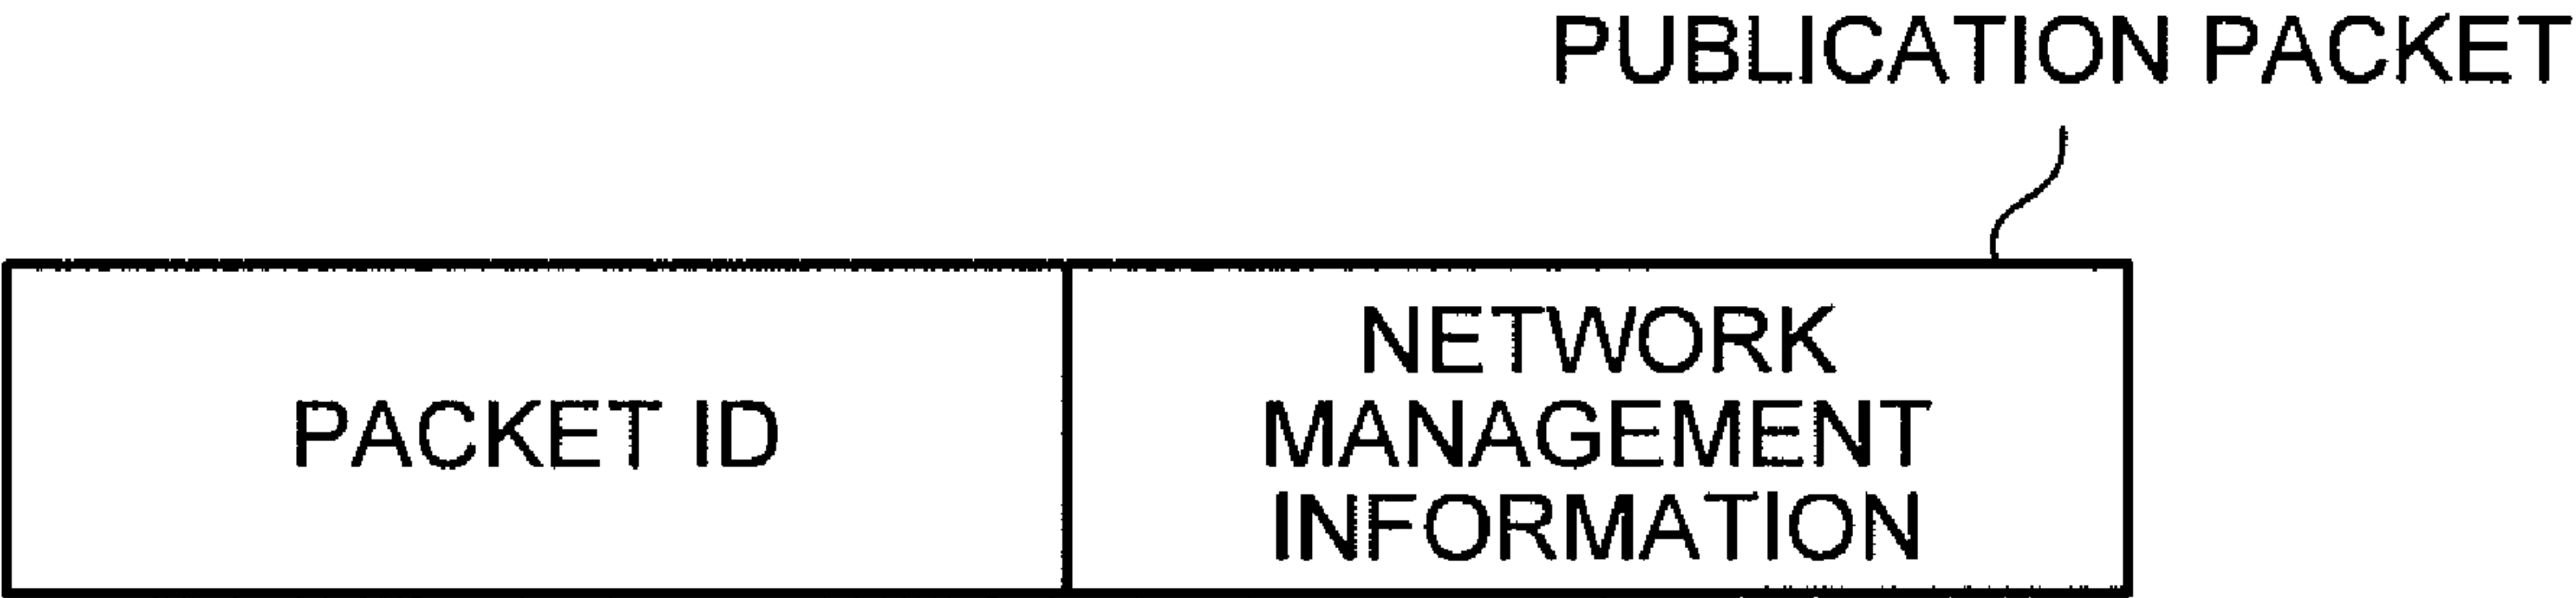 PUBLICATION PACKET
PACKET ID
NETWORK
MANAGEMENT
INFORMATION